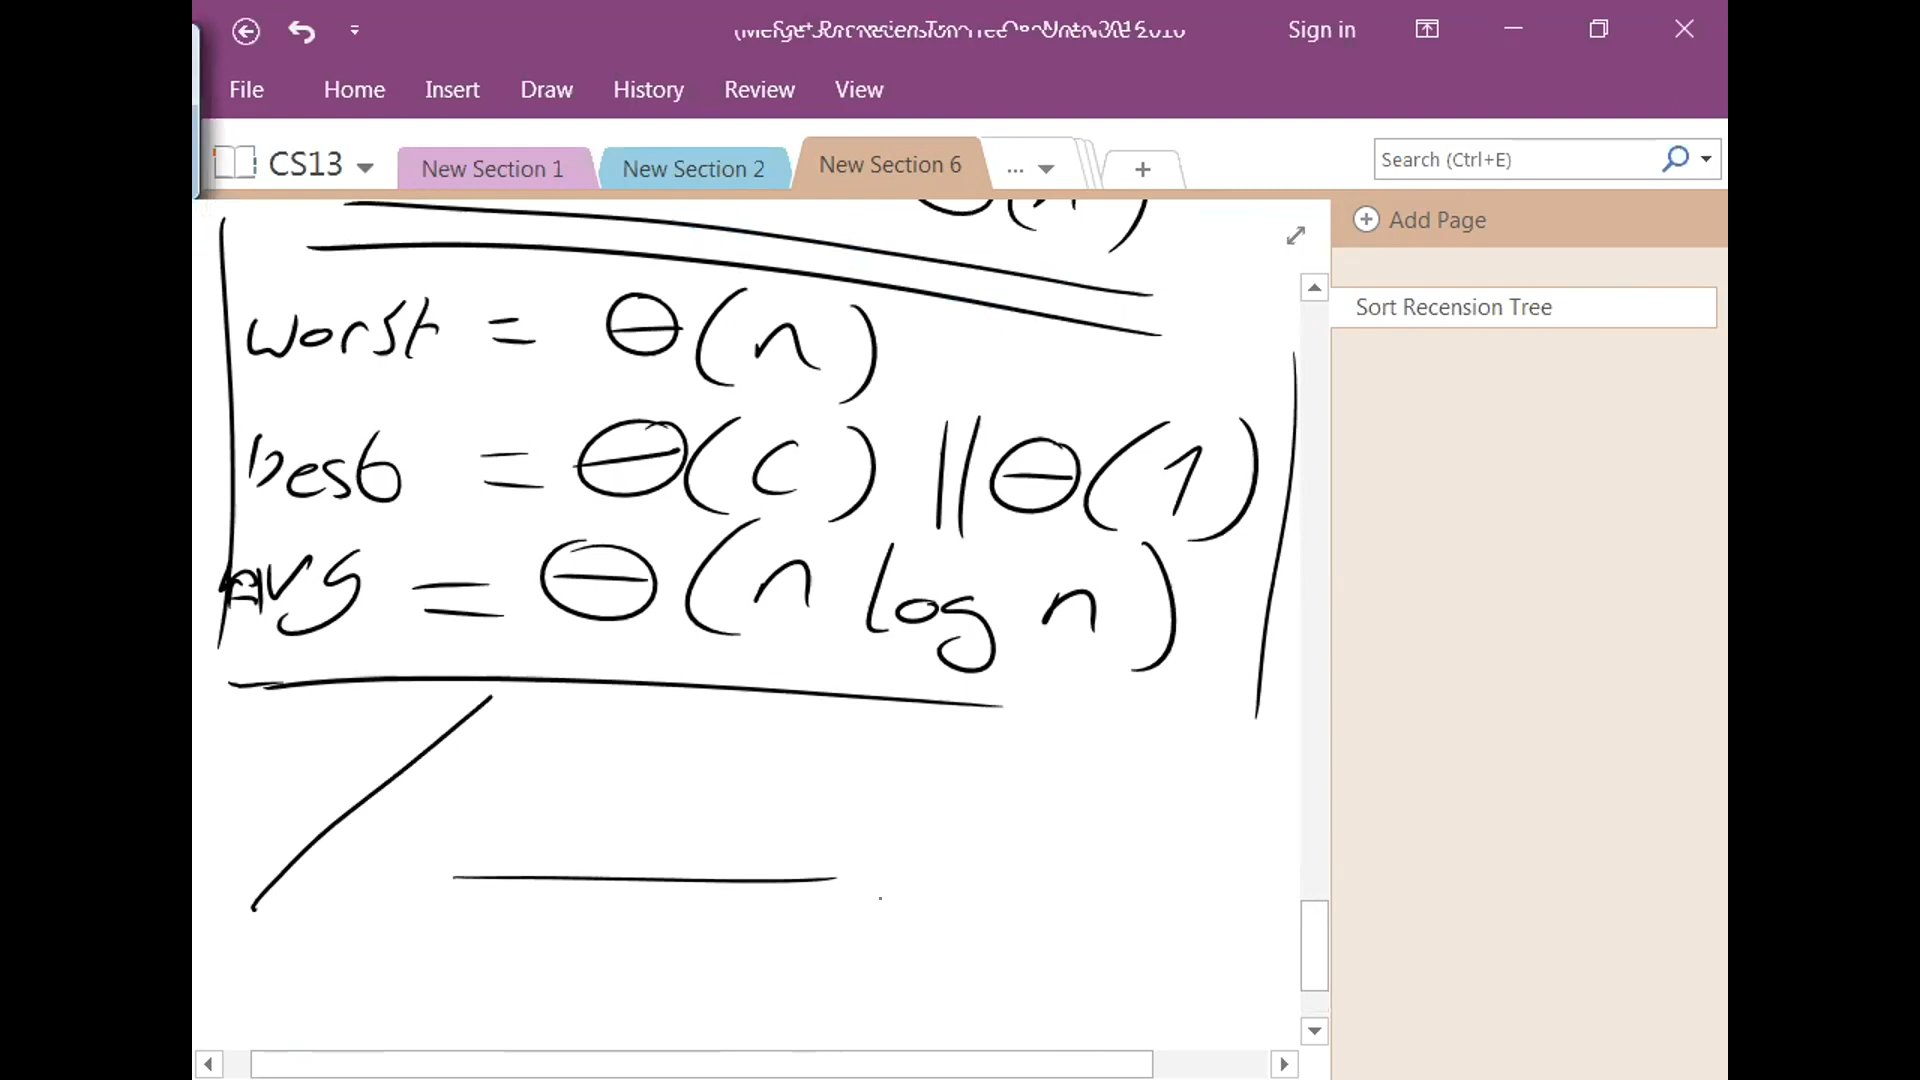 Sign in
File Home Insert Draw History Review View
CS13 New Section 1 New Section 2 New Section 6 ... + Search (Ctrl+E)
Add Page
Sort Recension Tree
worst = Θ(n)
best = Θ(c) || Θ(1)
AVG = Θ(n log n)